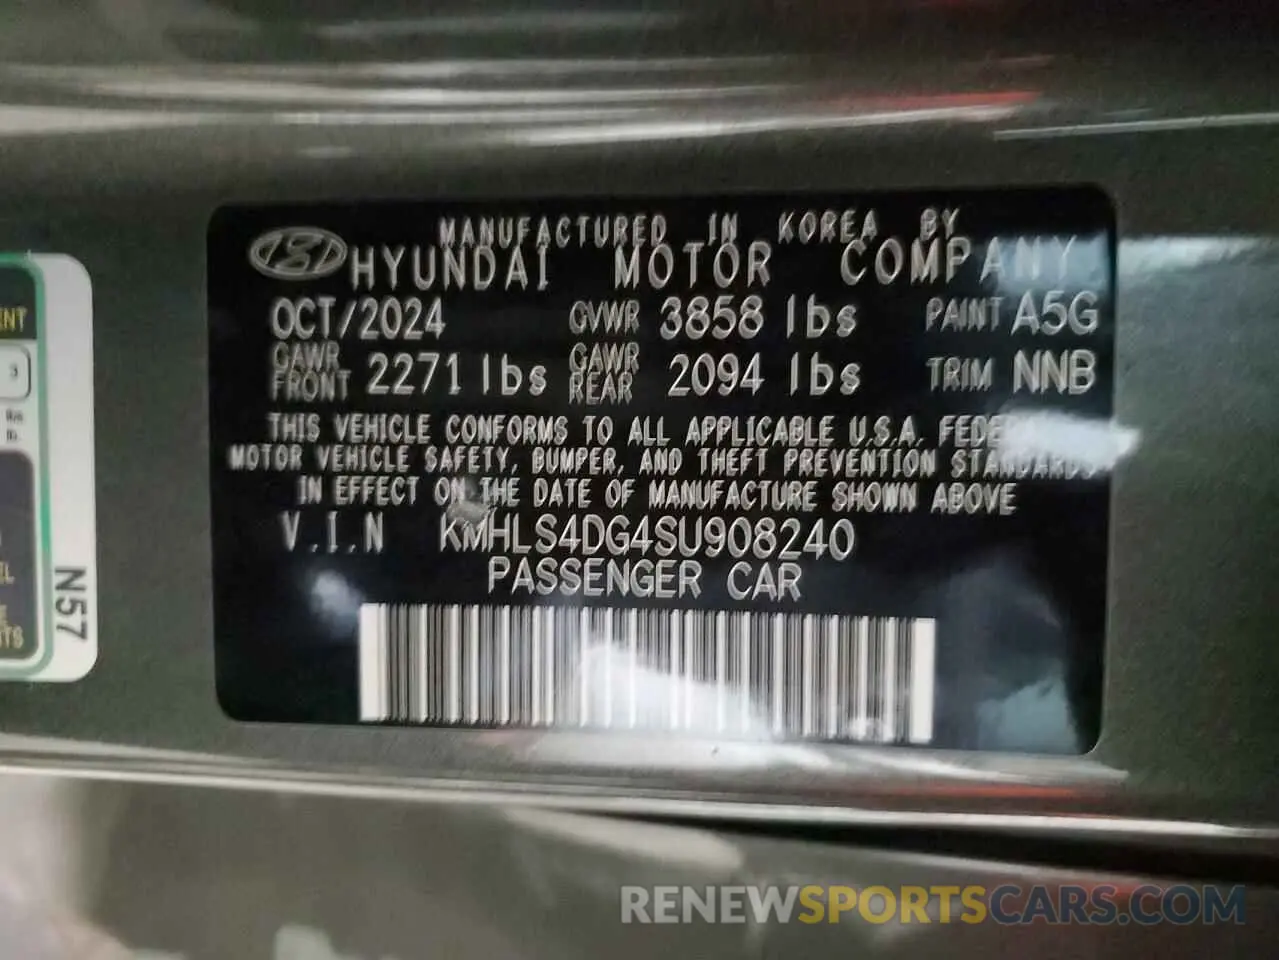 MANUFACTURED IN KOREA BY
HYUNDAI MOTOR COMPANY
OCT/2024 GVWR 3858 lbs PAINT A5G
GAWR FRONT 2271 lbs GAWR REAR 2094 lbs TRIM NNB
THIS VEHICLE CONFORMS TO ALL APPLICABLE U.S.A. FEDERAL
MOTOR VEHICLE SAFETY, BUMPER, AND THEFT PREVENTION STANDARDS
IN EFFECT ON THE DATE OF MANUFACTURE SHOWN ABOVE
V.I.N KMHLS4DG4SU908240
PASSENGER CAR
3
N57
RENEWSPORTSCARS.COM